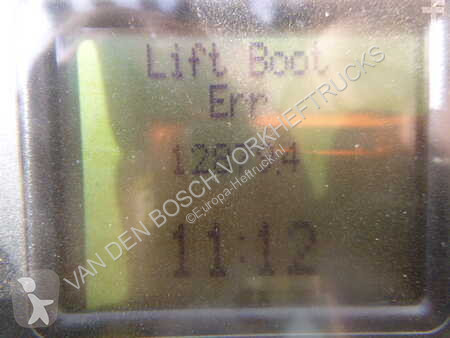 Lift Boot
Err
11:12
VAN DEN BOSCH VORKHEFTRUCKS
©Europa-Heftruck.nl